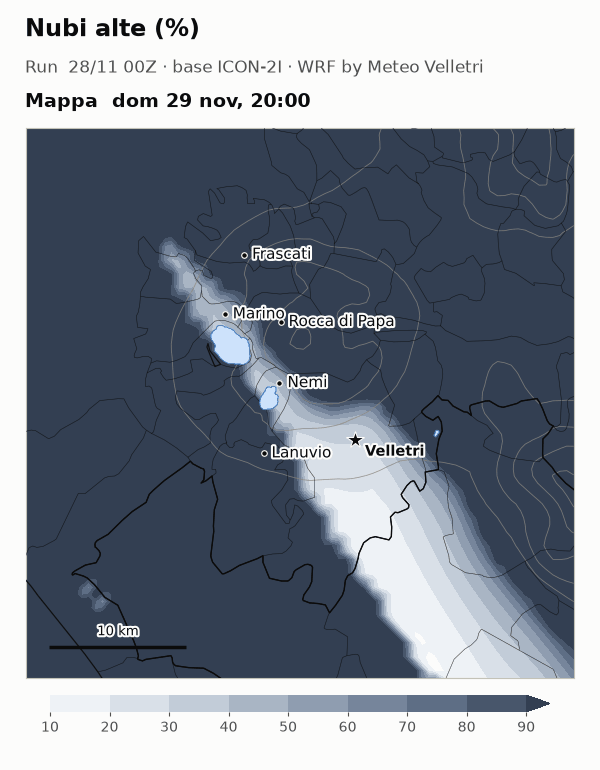 Nubi alte (%)
Run  28/11 00Z · base ICON-2I · WRF by Meteo Velletri
Mappa  dom 29 nov, 20:00
Frascati
Marino
Rocca di Papa
Nemi
Velletri
Lanuvio
10 km
10 20 30 40 50 60 70 80 90